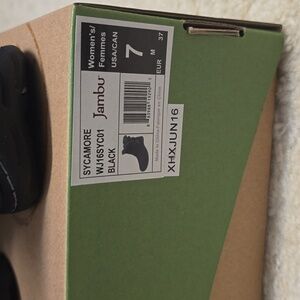 Women's/
Femmes
USA/CAN
7
M
EUR
37
Jambu
SYCAMORE
WJ16SYC01
BLACK
XHXJUN16